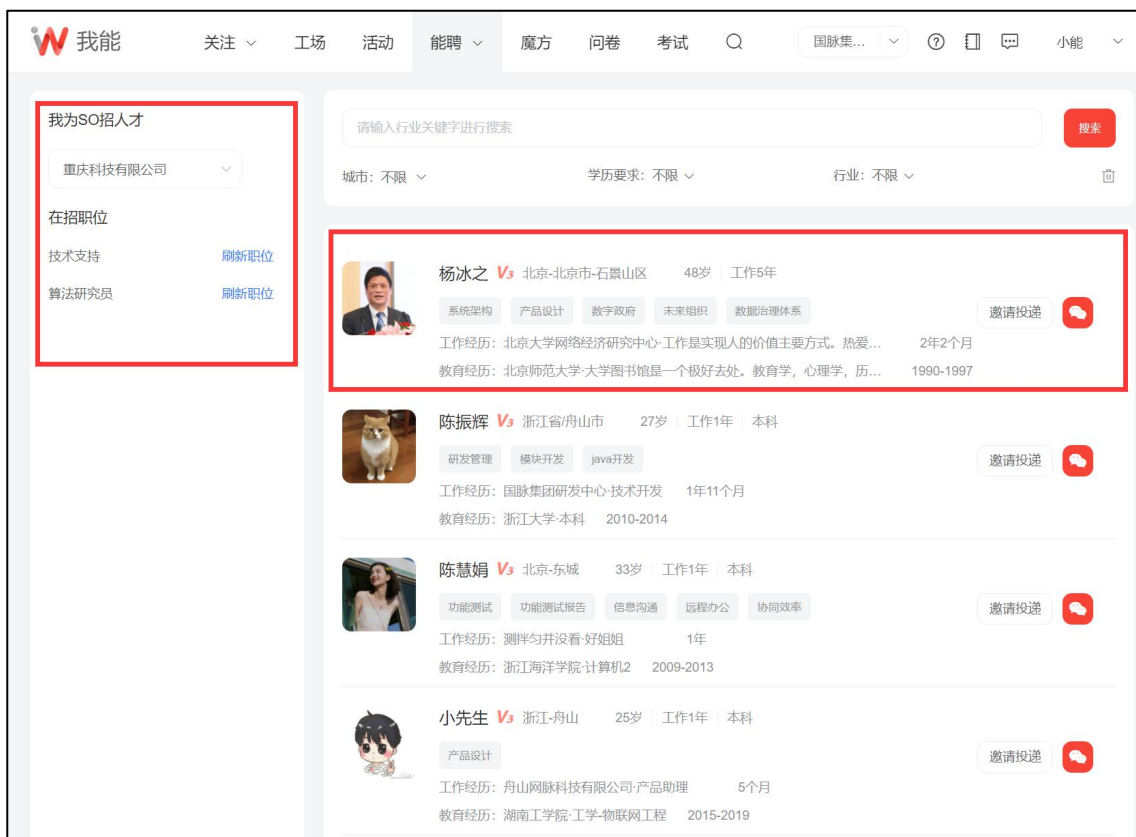 我能 关注 工场 活动 能聘 魔方 问卷 考试 国脉集... 小能
我为SO招人才
重庆科技有限公司
在招职位
技术支持 刷新职位
算法研究员 刷新职位
请输入行业关键字进行搜索 搜索
城市：不限 学历要求：不限 行业：不限
杨冰之 V3 北京-北京市-石景山区 48岁 工作5年
系统架构 产品设计 数字政府 未来组织 数据治理体系 邀请投递
工作经历：北京大学网络经济研究中心·工作是实现人的价值主要方式。热爱... 2年2个月
教育经历：北京师范大学·大学图书馆是一个极好去处。教育学，心理学，历... 1990-1997
陈振辉 V3 浙江省/舟山市 27岁 工作1年 本科
研发管理 模块开发 java开发 邀请投递
工作经历：国脉集团研发中心·技术开发 1年11个月
教育经历：浙江大学·本科 2010-2014
陈慧娟 V3 北京-东城 33岁 工作1年 本科
功能测试 功能测试报告 信息沟通 远程办公 协同效率 邀请投递
工作经历：测拌匀并没看·好姐姐 1年
教育经历：浙江海洋学院·计算机2 2009-2013
小先生 V3 浙江-舟山 25岁 工作1年 本科
产品设计 邀请投递
工作经历：舟山网脉科技有限公司·产品助理 5个月
教育经历：湖南工学院·工学-物联网工程 2015-2019